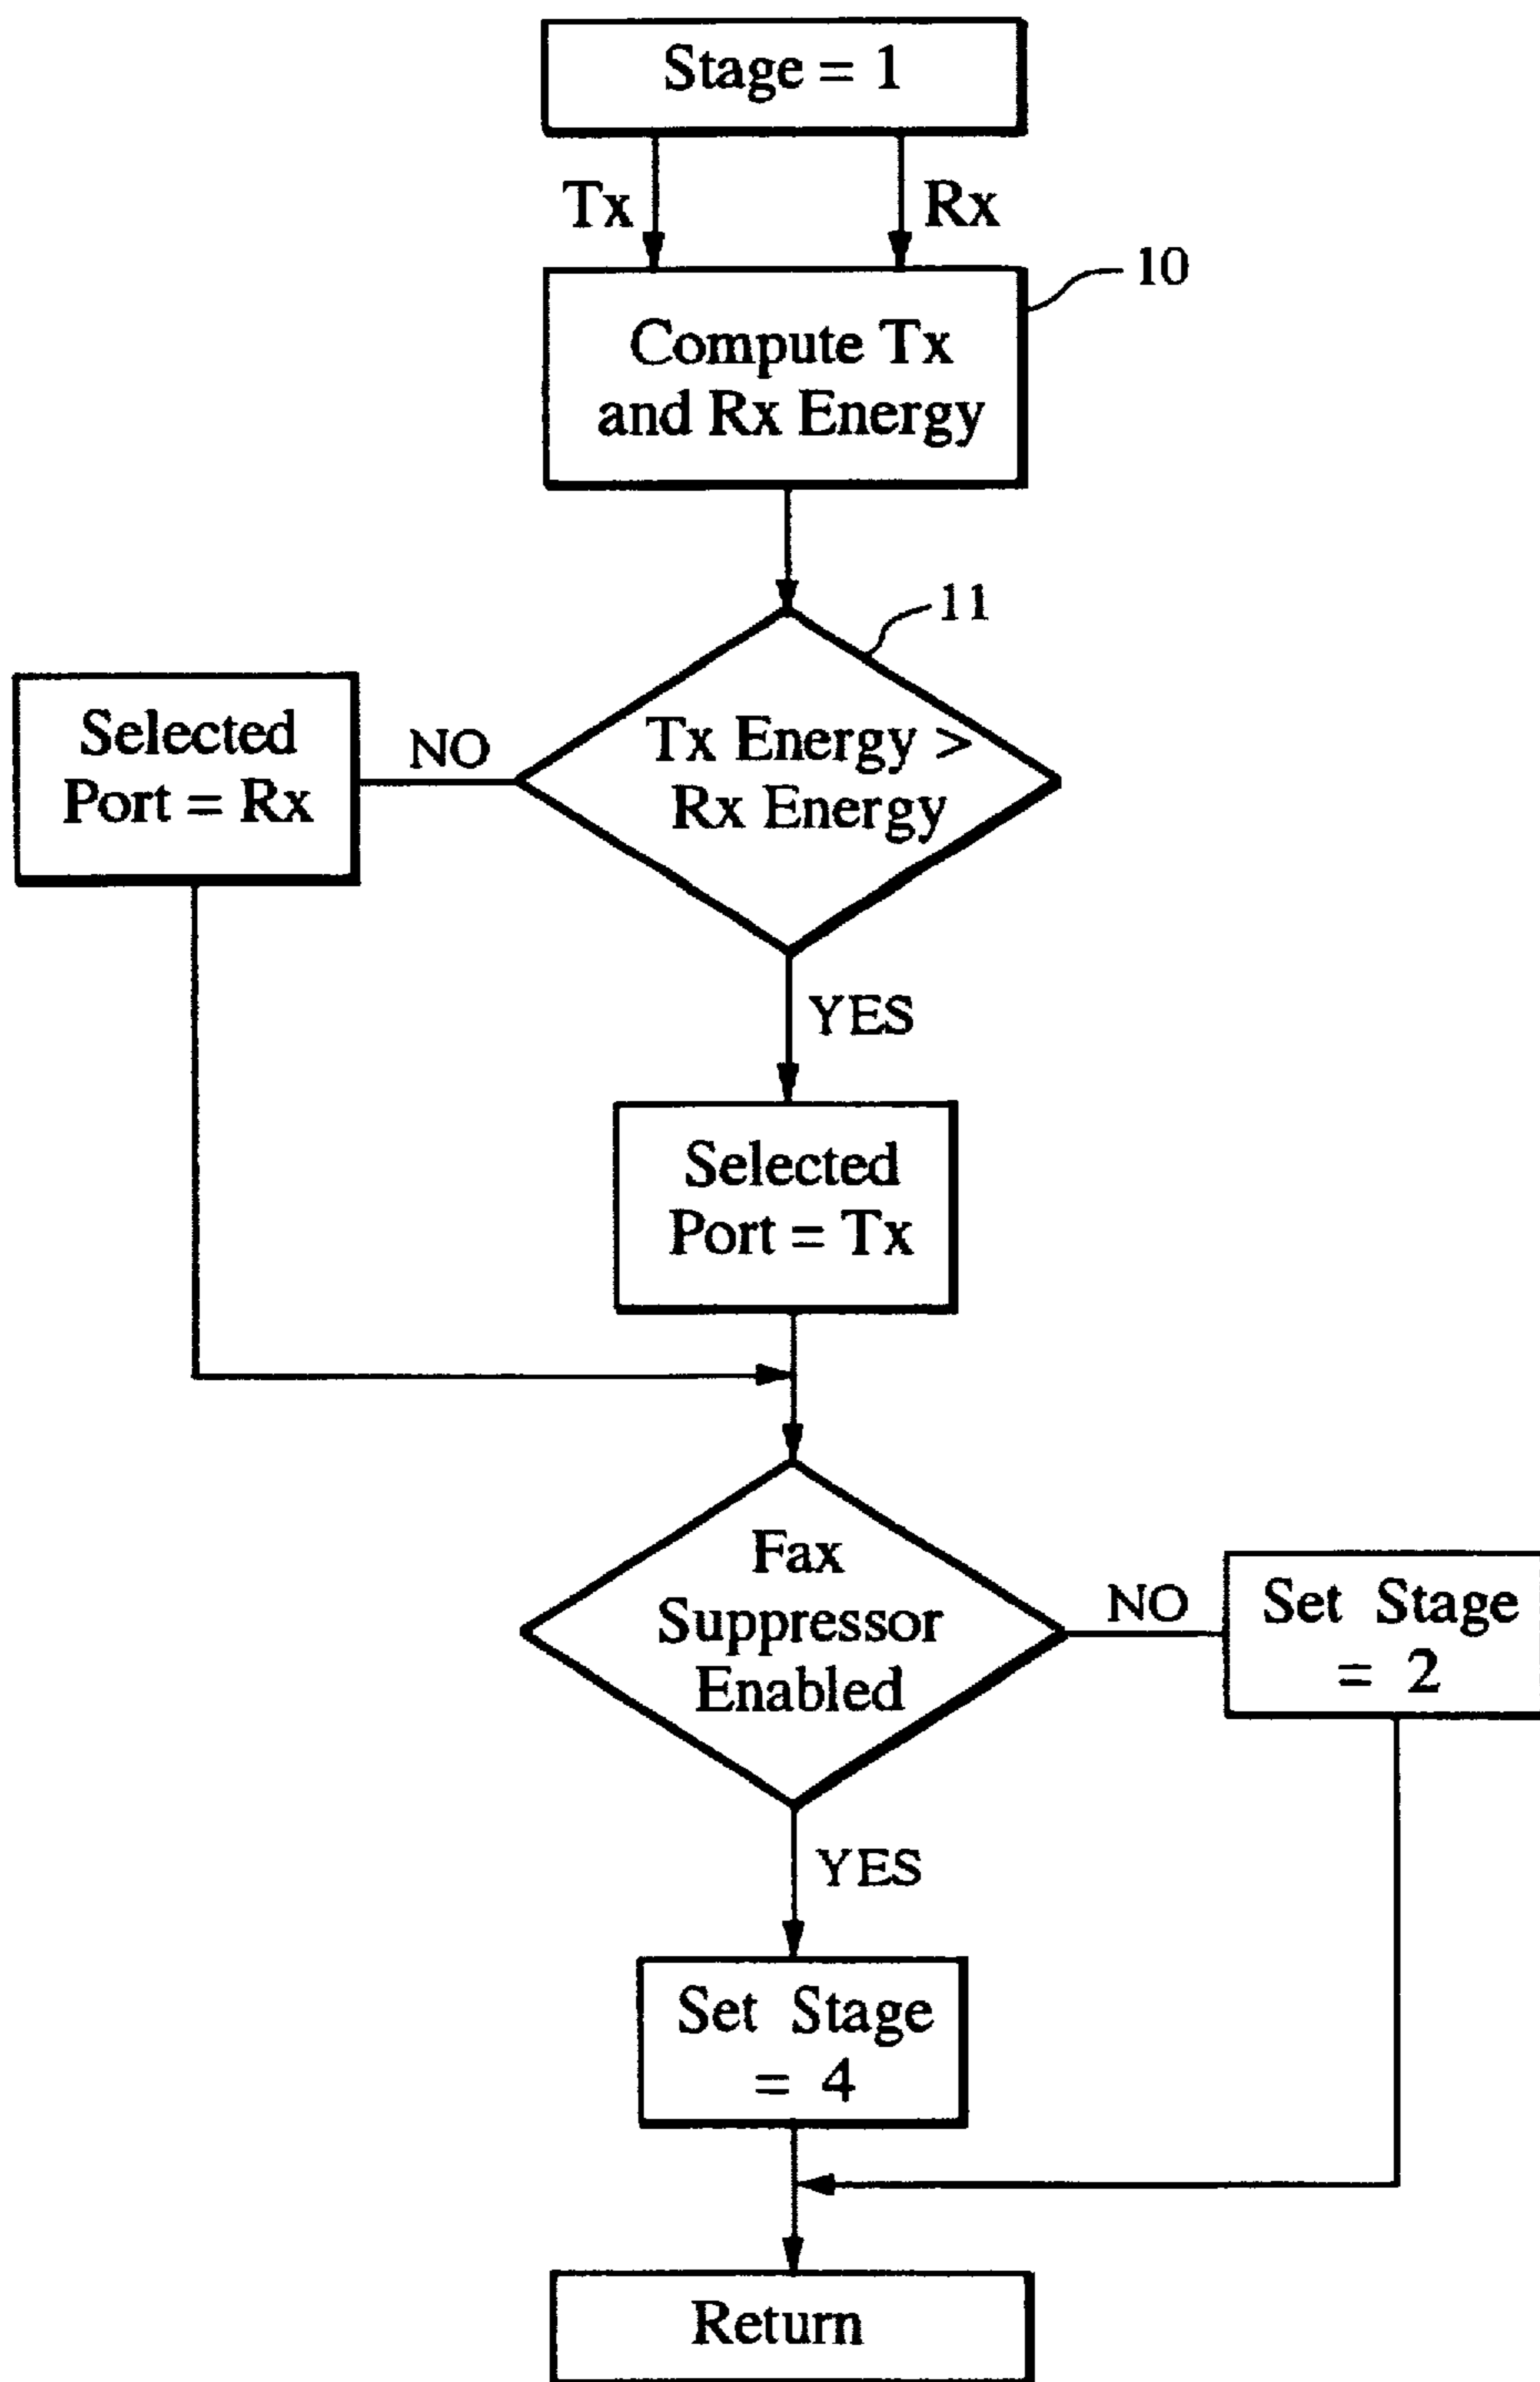 Stage = 1
Tx
Rx
10
Compute Tx
and Rx Energy
11
Tx Energy >
Rx Energy
NO
Selected
Port = Rx
YES
Selected
Port = Tx
Fax
Suppressor
Enabled
NO
Set Stage
= 2
YES
Set Stage
= 4
Return